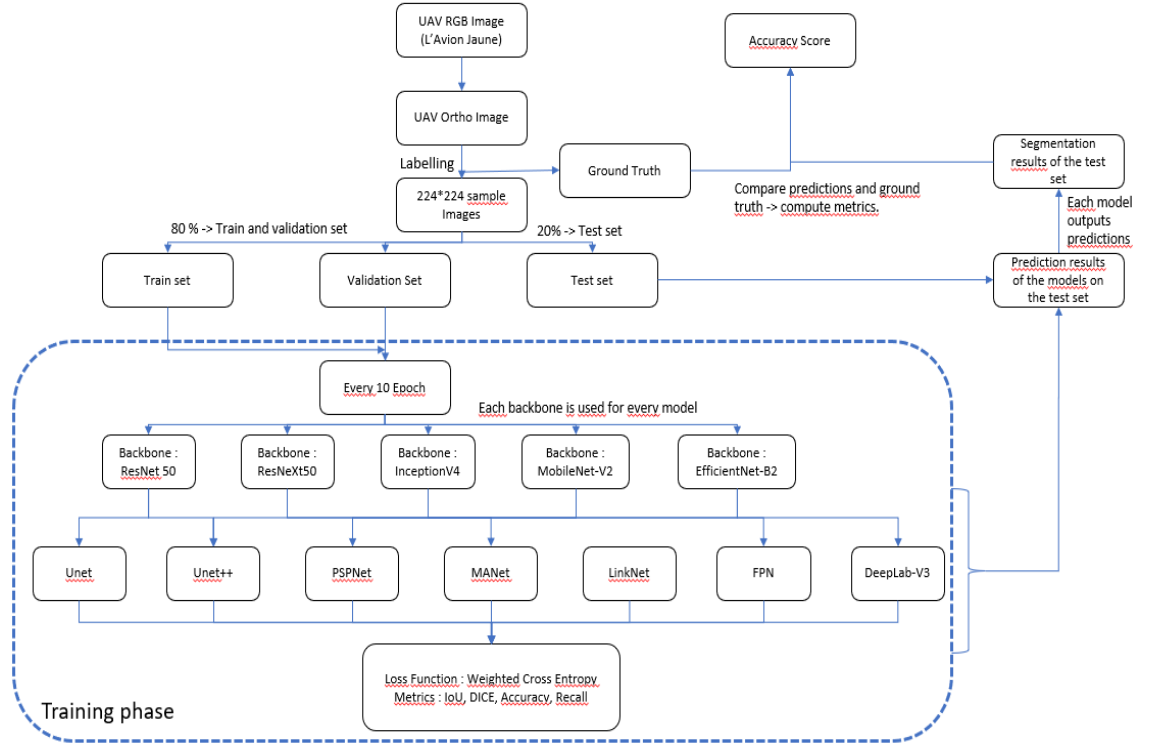 UAV RGB Image
(L’Avion Jaune)
Accuracy Score
UAV Ortho Image
Labelling
Ground Truth
Segmentation
results of the test
set
224*224 sample
Images
Compare predictions and ground
truth -> compute metrics.
Each model
outputs
predictions
80 % -> Train and validation set
20% -> Test set
Train set
Validation Set
Test set
Prediction results
of the models on
the test set
Every 10 Epoch
Each backbone is used for every model
Backbone :
ResNet 50
Backbone :
ResNeXt50
Backbone :
InceptionV4
Backbone :
MobileNet-V2
Backbone :
EfficientNet-B2
Unet
Unet++
PSPNet
MANet
LinkNet
FPN
DeepLab-V3
Loss Function : Weighted Cross Entropy
Metrics : IoU, DICE, Accuracy, Recall
Training phase